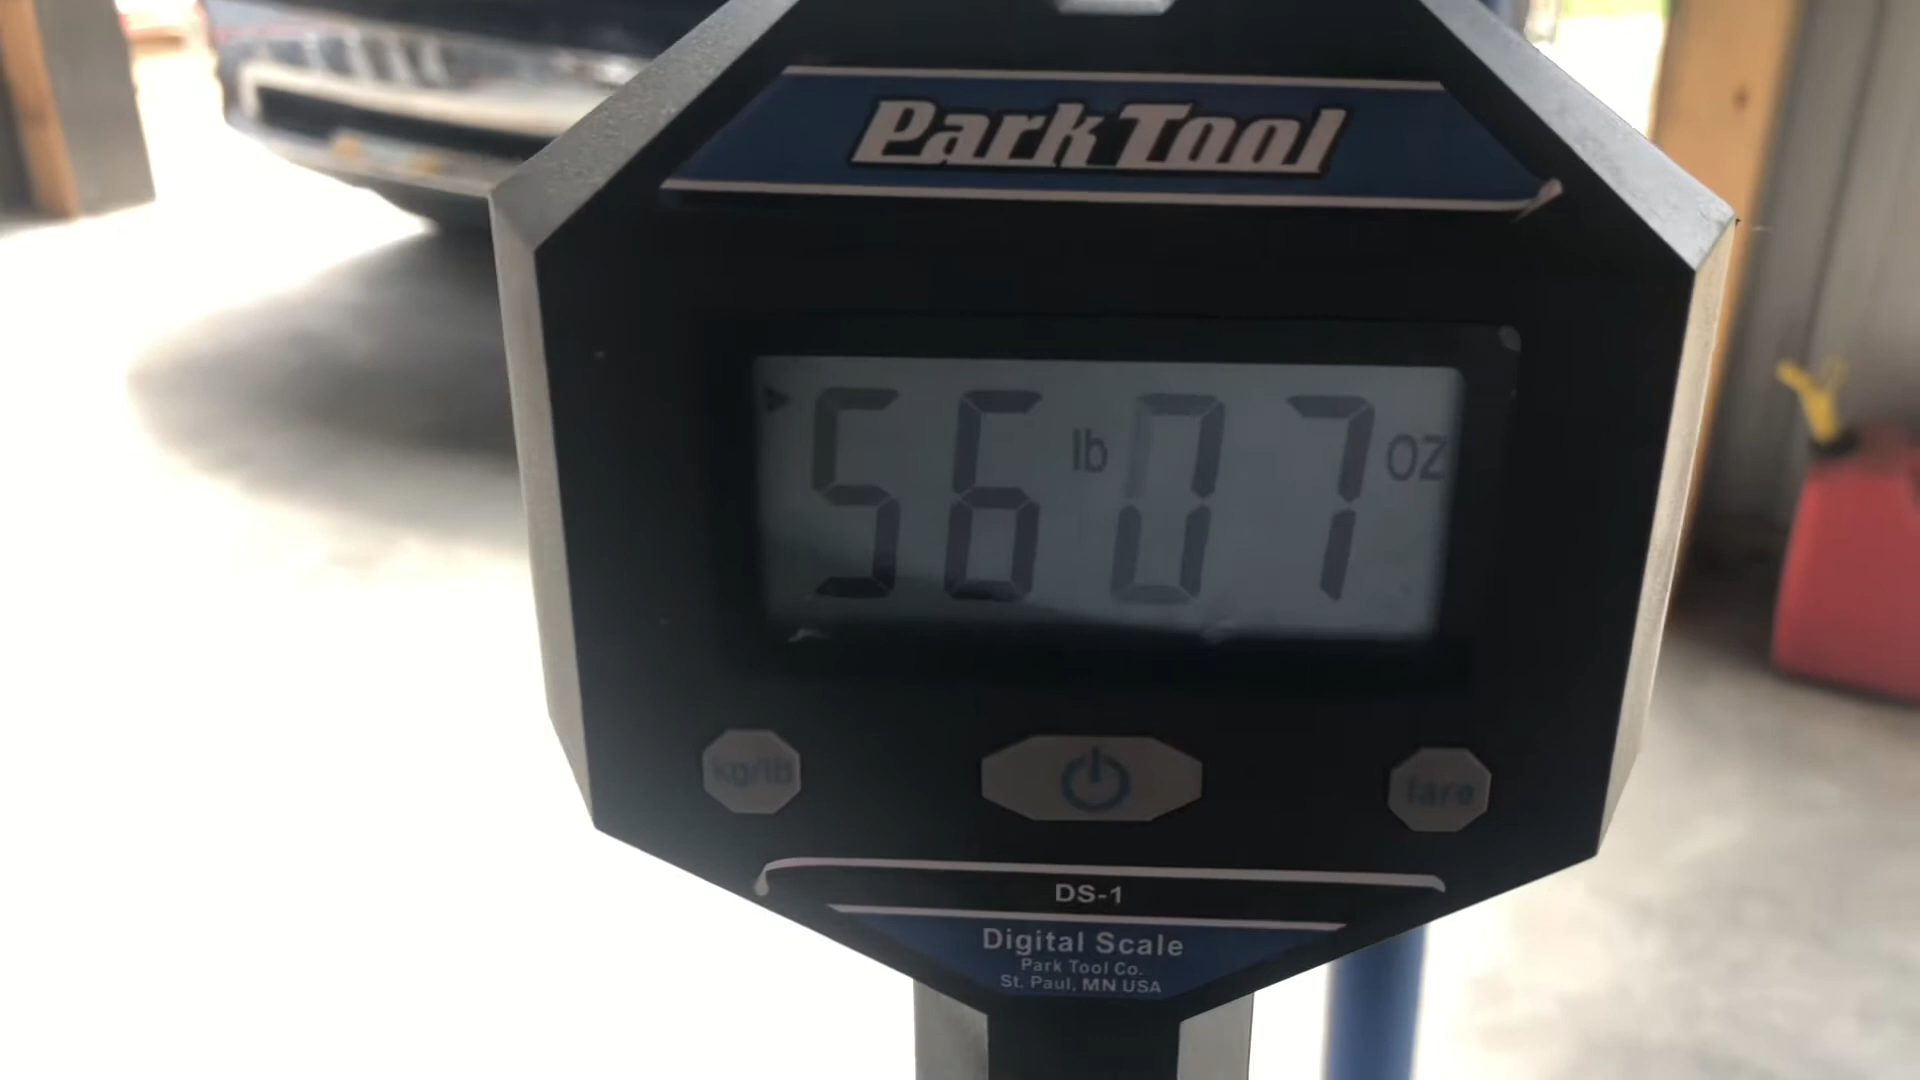 Park Tool
56 lb 07 oz
kg/lb
tare
DS-1
Digital Scale
Park Tool Co.
St. Paul, MN USA